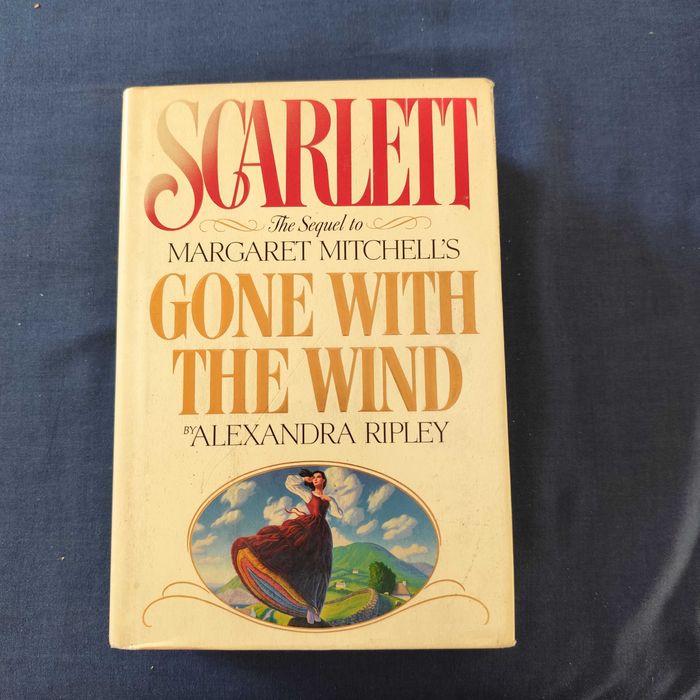 SCARLETT
The Sequel to
MARGARET MITCHELL'S
GONE WITH
THE WIND
BY ALEXANDRA RIPLEY